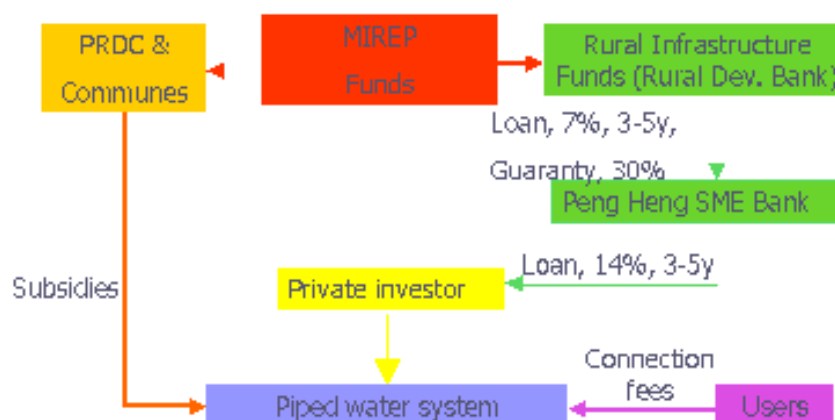 PRDC &
Communes
MIREP
Funds
Rural Infrastructure
Funds (Rural Dev. Bank)
Loan, 7%, 3-5y,
Guaranty, 30%
Peng Heng SME Bank
Subsidies
Loan, 14%, 3-5y
Private investor
Connection
fees
Piped water system
Users